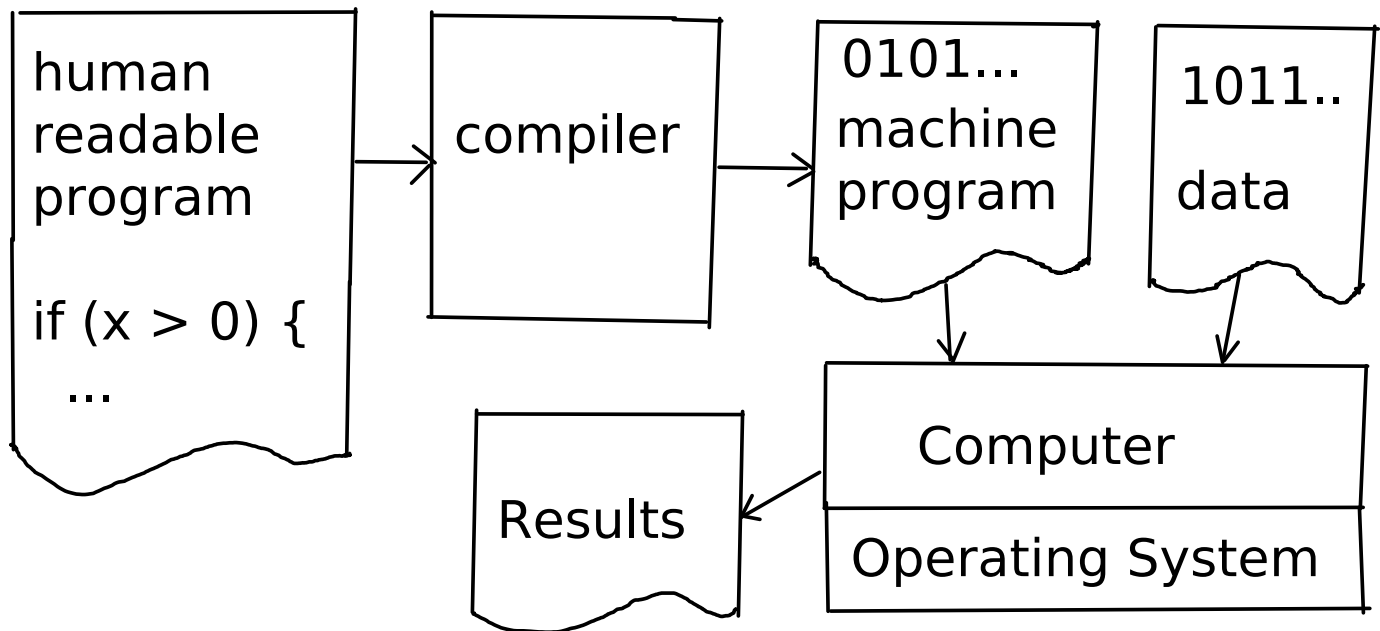 human
readable
program
if (x > 0) {
...
compiler
0101...
machine
program
1011..
data
Computer
Operating System
Results